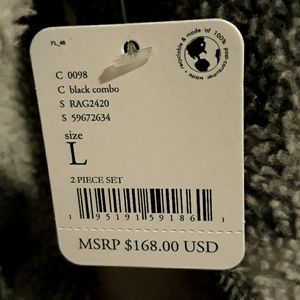 FL_48
recyclable & made of 100% post-consumer waste
C 0098
C black combo
S RAG2420
S 59672634
size
L
2 PIECE SET
1 95191 59186 1
MSRP $168.00 USD